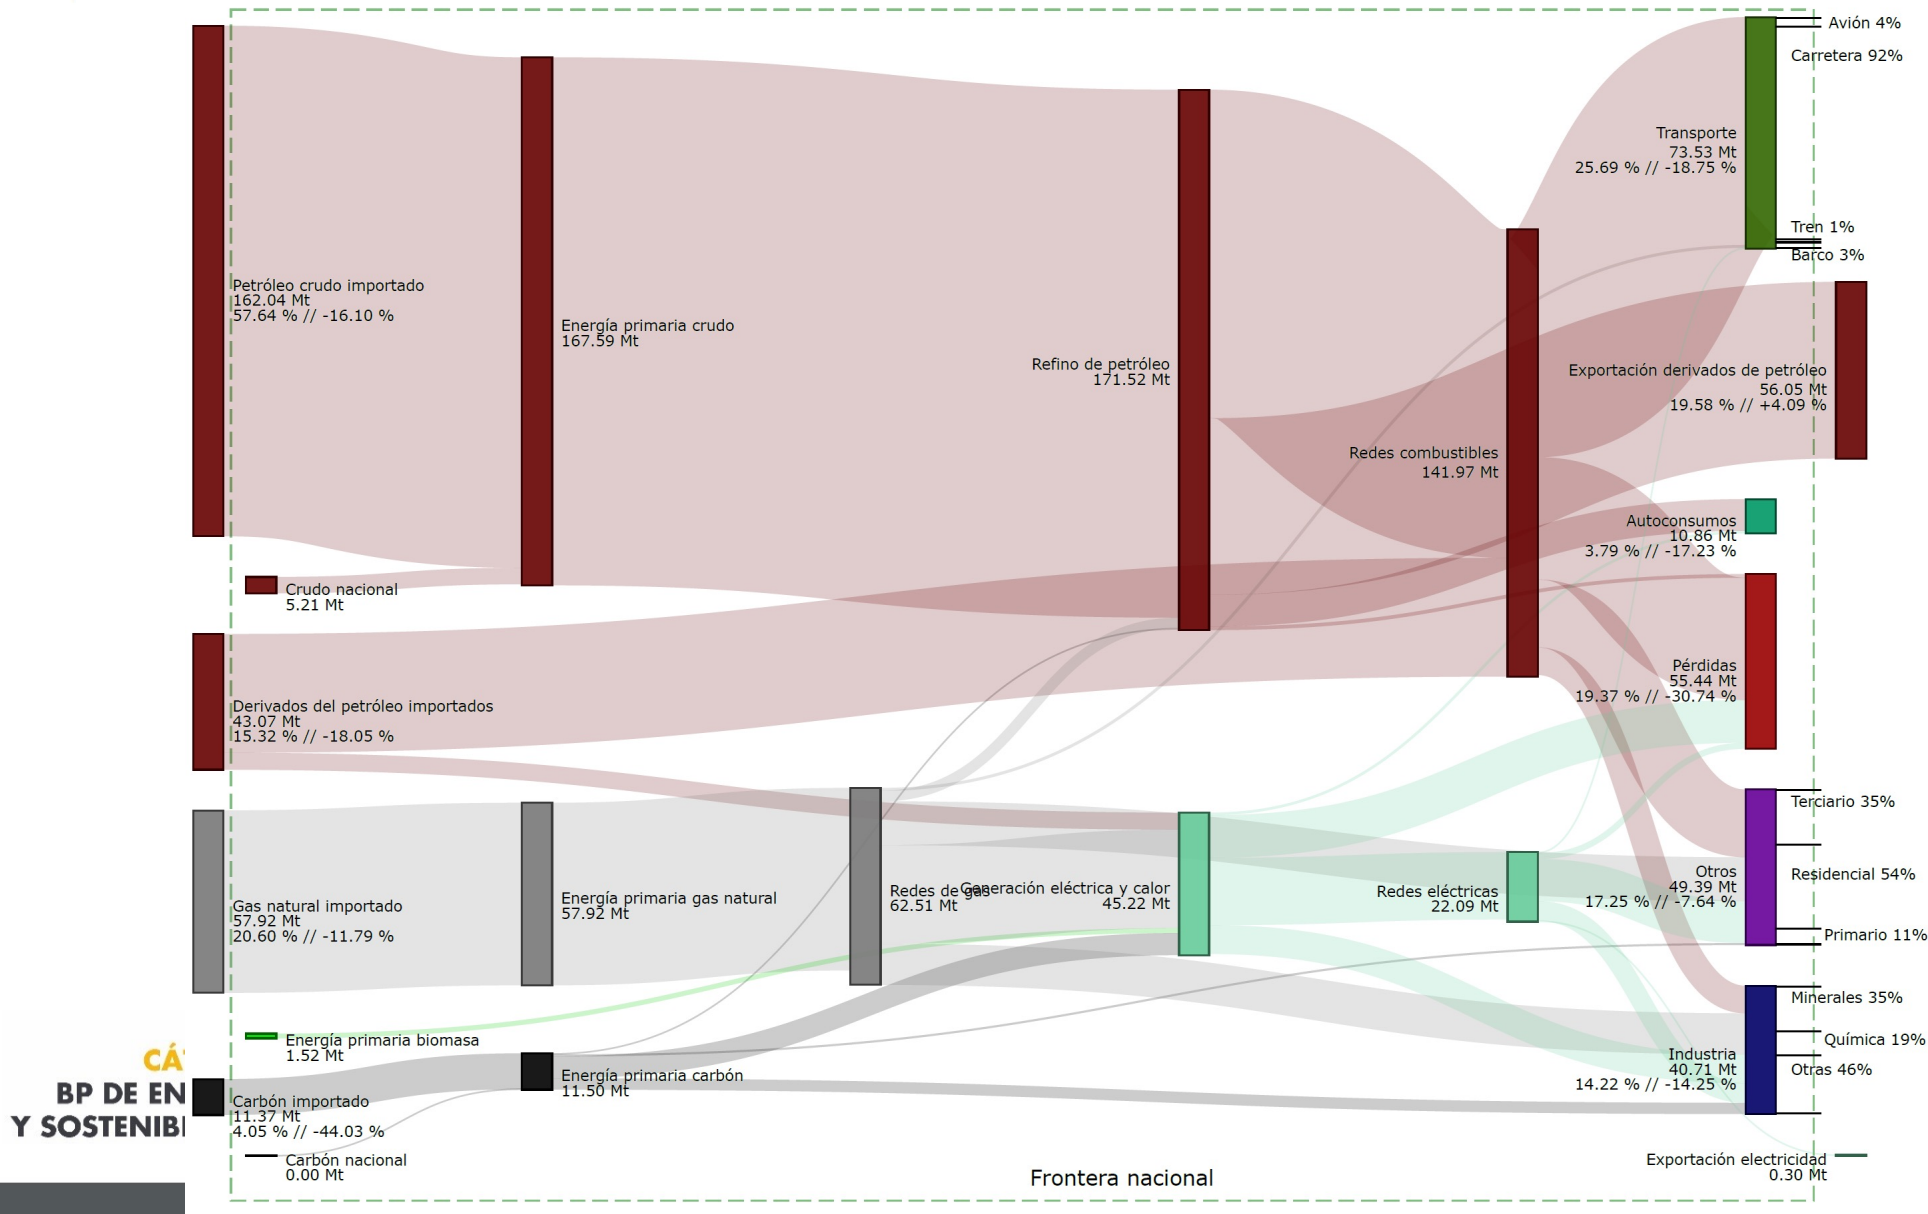 Avión 4%
Carretera 92%
Transporte
73.53 Mt
25.69 % // -18.75 %
Tren 1%
Barco 3%
Petróleo crudo importado
162.04 Mt
57.64 % // -16.10 %
Energía primaria crudo
167.59 Mt
Refino de petróleo
171.52 Mt
Exportación derivados de petróleo
56.05 Mt
19.58 % // +4.09 %
Redes combustibles
141.97 Mt
Autoconsumos
10.86 Mt
3.79 % // -17.23 %
Crudo nacional
5.21 Mt
Pérdidas
55.44 Mt
19.37 % // -30.74 %
Derivados del petróleo importados
43.07 Mt
15.32 % // -18.05 %
Terciario 35%
Gas natural importado
57.92 Mt
20.60 % // -11.79 %
Energía primaria gas natural
57.92 Mt
Redes de gas
62.51 Mt
Generación eléctrica y calor
45.22 Mt
Redes eléctricas
22.09 Mt
Otros
49.39 Mt
17.25 % // -7.64 %
Residencial 54%
Primario 11%
Minerales 35%
Química 19%
Otras 46%
Industria
40.71 Mt
14.22 % // -14.25 %
Energía primaria biomasa
1.52 Mt
Energía primaria carbón
11.50 Mt
Carbón importado
11.37 Mt
4.05 % // -44.03 %
Carbón nacional
0.00 Mt
Exportación electricidad
0.30 Mt
Frontera nacional
CÁ
BP DE EN
Y SOSTENIBI